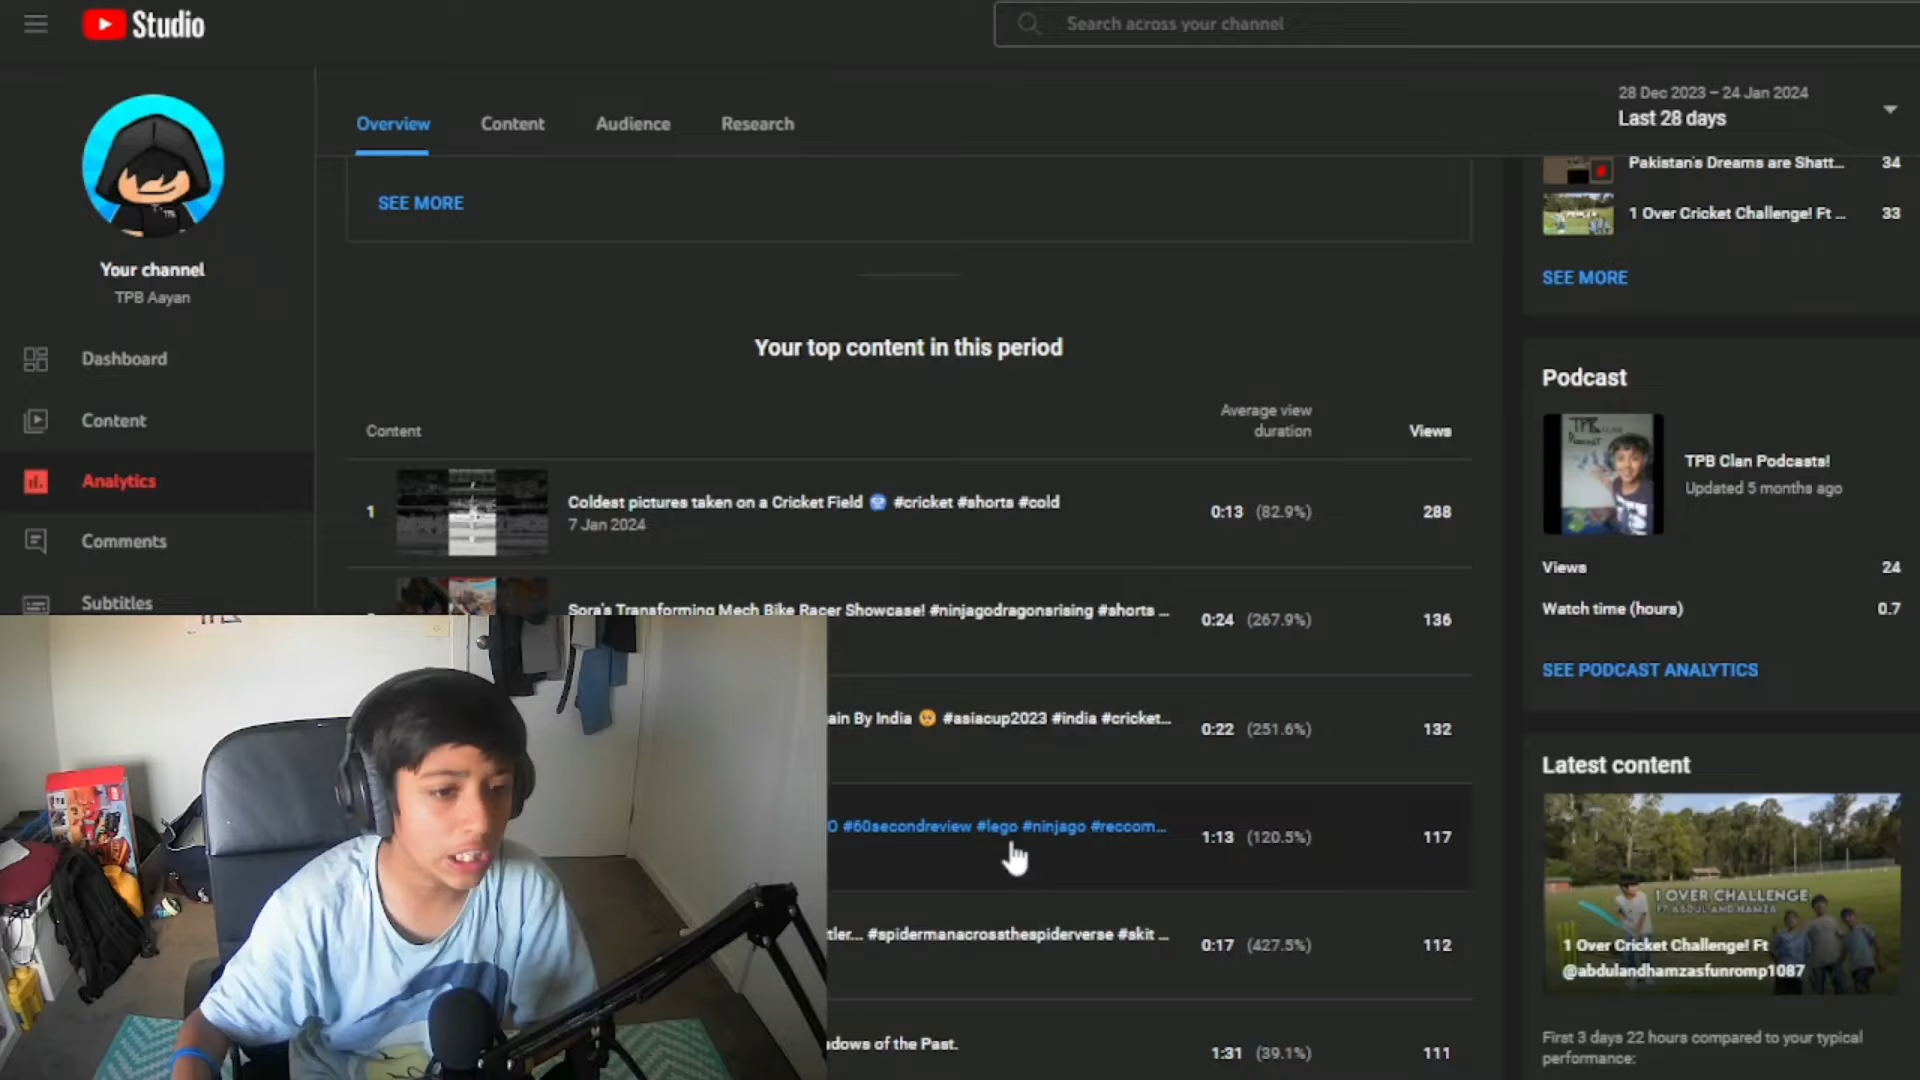 Studio
Search across your channel
Your channel
TPB Aayan
Dashboard
Content
Analytics
Comments
Subtitles
Overview
Content
Audience
Research
28 Dec 2023 – 24 Jan 2024
Last 28 days
SEE MORE
Your top content in this period
Content
Average view
duration
Views
1
Coldest pictures taken on a Cricket Field 🥶 #cricket #shorts #cold
7 Jan 2024
0:13 (82.9%)
288
Sora's Transforming Mech Bike Racer Showcase! #ninjagodragonsrising #shorts ...
0:24 (267.9%)
136
ain By India 🥺 #asiacup2023 #india #cricket...
0:22 (251.6%)
132
#60secondreview #lego #ninjago #reccom...
1:13 (120.5%)
117
tler... #spidermanacrossthespiderverse #skit ...
0:17 (427.5%)
112
adows of the Past.
1:31 (39.1%)
111
Pakistan's Dreams are Shatt...
34
1 Over Cricket Challenge! Ft ...
33
SEE MORE
Podcast
TPB Clan Podcasts!
Updated 5 months ago
Views
24
Watch time (hours)
0.7
SEE PODCAST ANALYTICS
Latest content
1 OVER CHALLENGE
FT ABDUL AND HAMZA
1 Over Cricket Challenge! Ft
@abdulandhamzasfunromp1087
First 3 days 22 hours compared to your typical
performance: